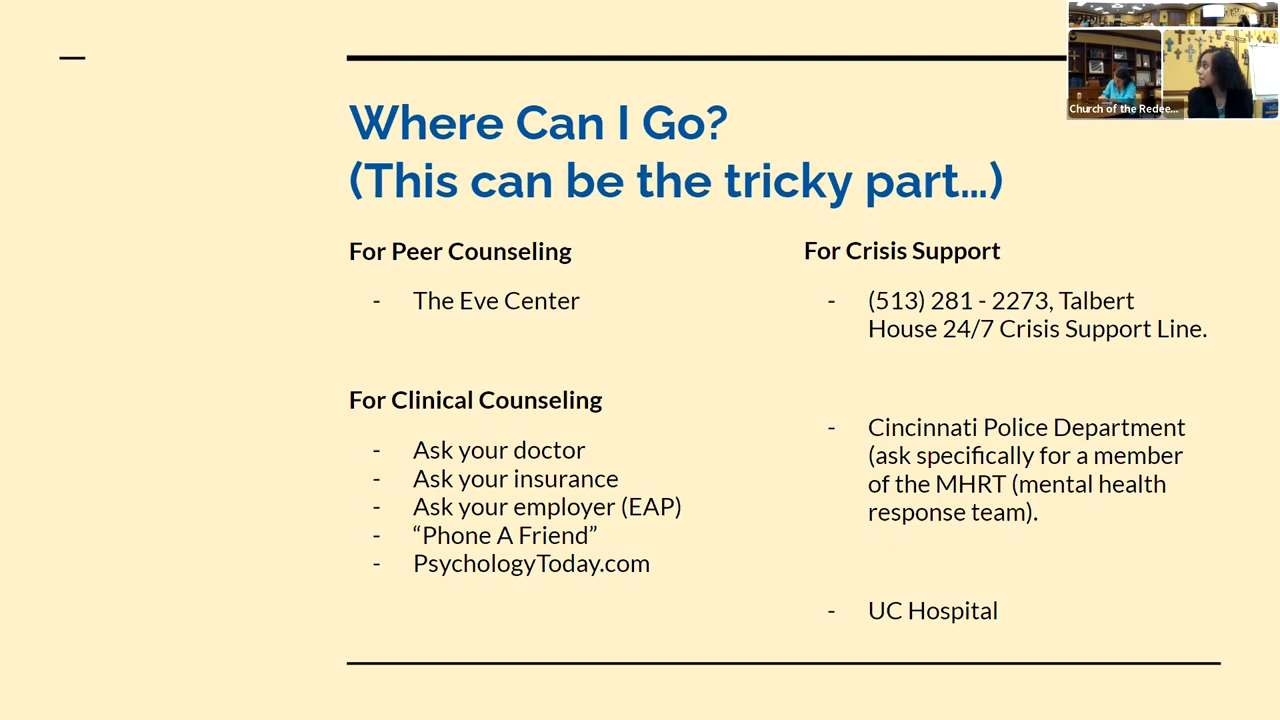 Where Can I Go?
(This can be the tricky part...)
For Peer Counseling
- The Eve Center
For Clinical Counseling
- Ask your doctor
- Ask your insurance
- Ask your employer (EAP)
- “Phone A Friend”
- PsychologyToday.com
For Crisis Support
- (513) 281 - 2273, Talbert
House 24/7 Crisis Support Line.
- Cincinnati Police Department
(ask specifically for a member
of the MHRT (mental health
response team).
- UC Hospital
Church of the Redee...